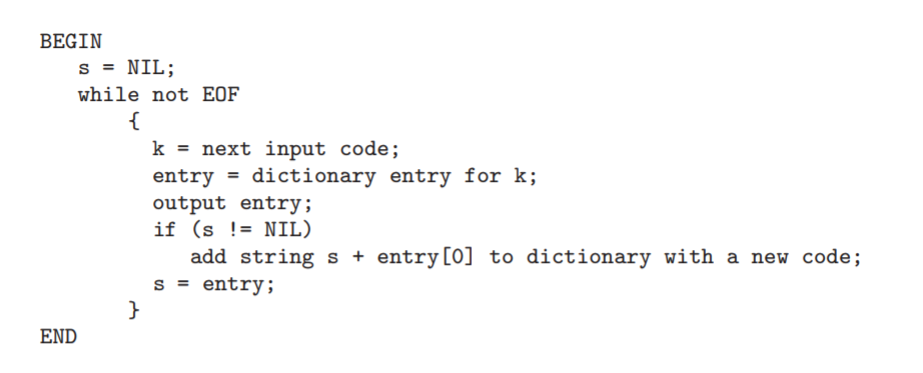 BEGIN
s = NIL;
while not EOF
{
k = next input code;
entry = dictionary entry for k;
output entry;
if (s != NIL)
add string s + entry[0] to dictionary with a new code;
s = entry;
}
END